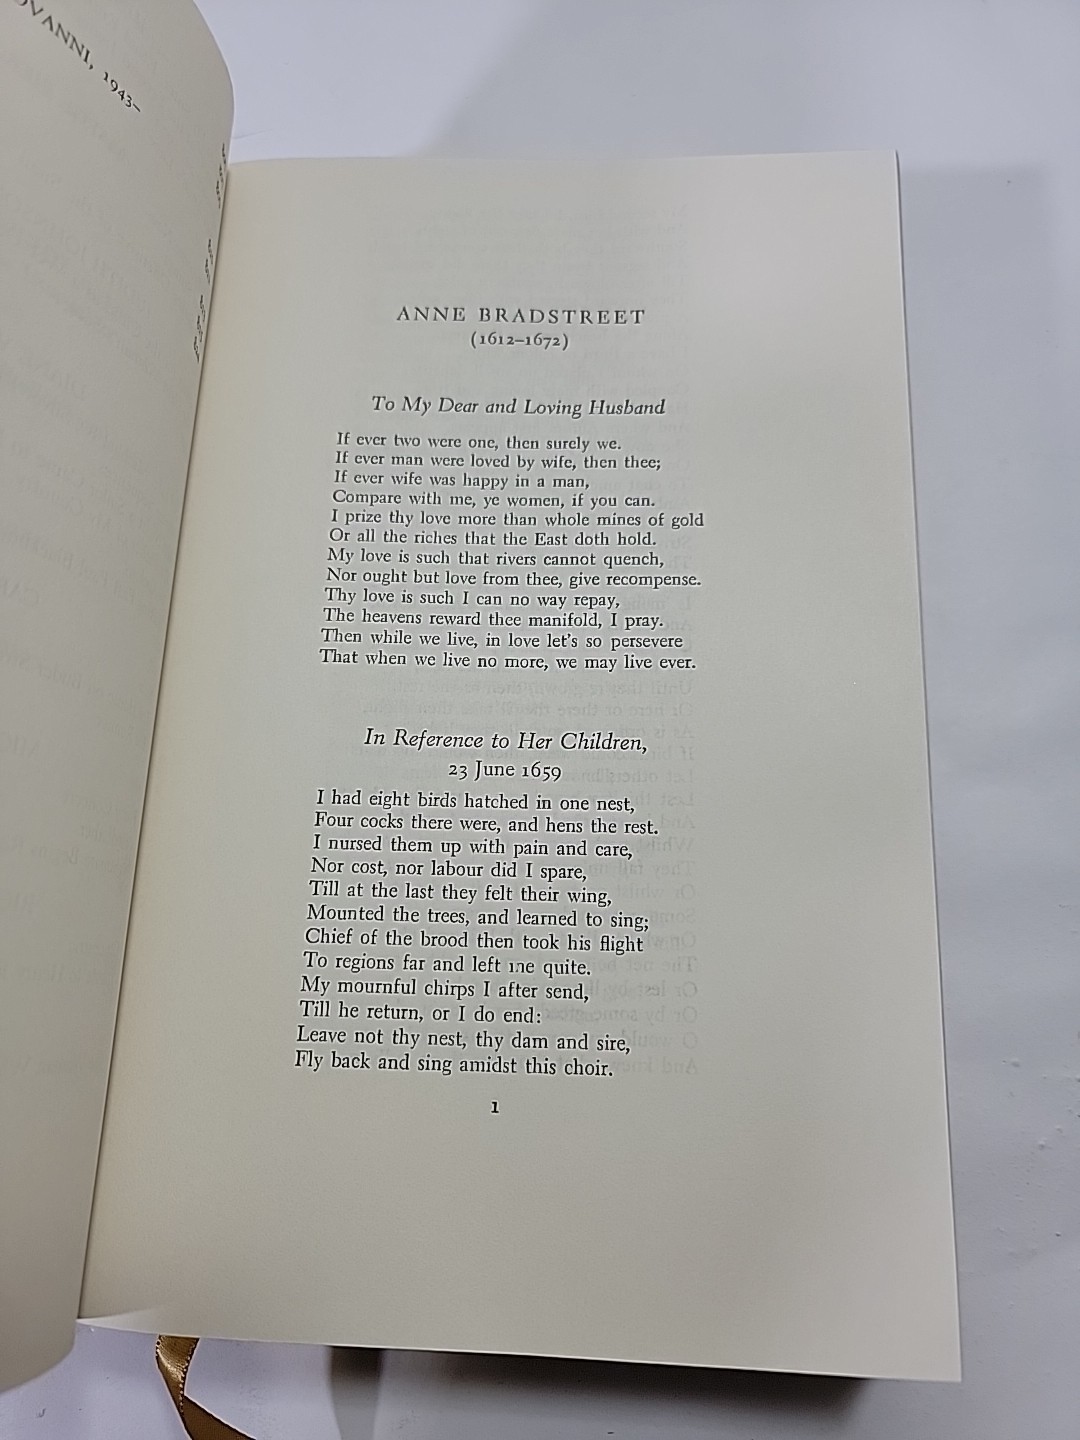 OVANNI, 1943–
ANNE BRADSTREET
(1612–1672)
To My Dear and Loving Husband
If ever two were one, then surely we.
If ever man were loved by wife, then thee;
If ever wife was happy in a man,
Compare with me, ye women, if you can.
I prize thy love more than whole mines of gold
Or all the riches that the East doth hold.
My love is such that rivers cannot quench,
Nor ought but love from thee, give recompense.
Thy love is such I can no way repay,
The heavens reward thee manifold, I pray.
Then while we live, in love let's so persevere
That when we live no more, we may live ever.
In Reference to Her Children,
23 June 1659
I had eight birds hatched in one nest,
Four cocks there were, and hens the rest.
I nursed them up with pain and care,
Nor cost, nor labour did I spare,
Till at the last they felt their wing,
Mounted the trees, and learned to sing;
Chief of the brood then took his flight
To regions far and left me quite.
My mournful chirps I after send,
Till he return, or I do end:
Leave not thy nest, thy dam and sire,
Fly back and sing amidst this choir.
1